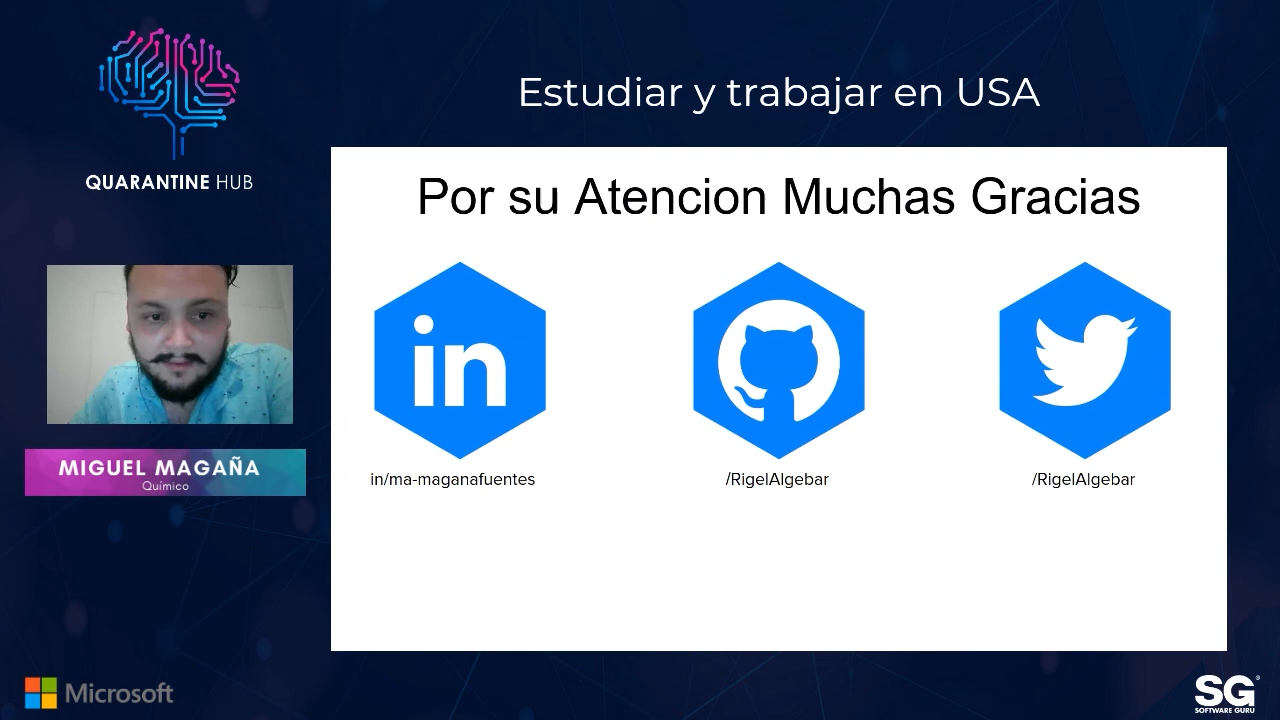 QUARANTINE HUB
Estudiar y trabajar en USA
Por su Atencion Muchas Gracias
in
in/ma-maganafuentes
/RigelAlgebar
/RigelAlgebar
MIGUEL MAGAÑA
Químico
Microsoft
SG®
SOFTWARE GURU